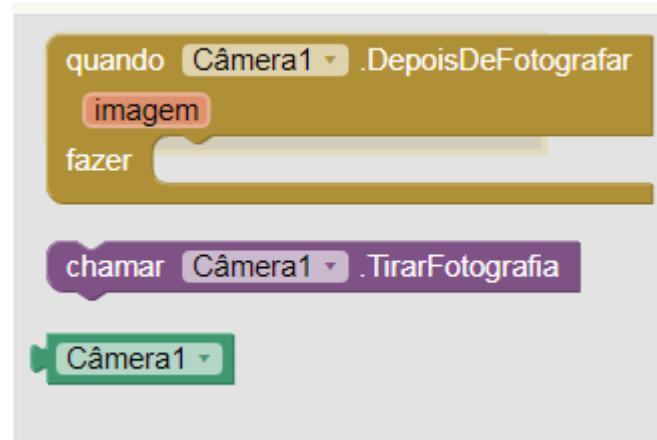 quando Câmera1 .DepoisDeFotografar
imagem
fazer
chamar Câmera1 .TirarFotografia
Câmera1